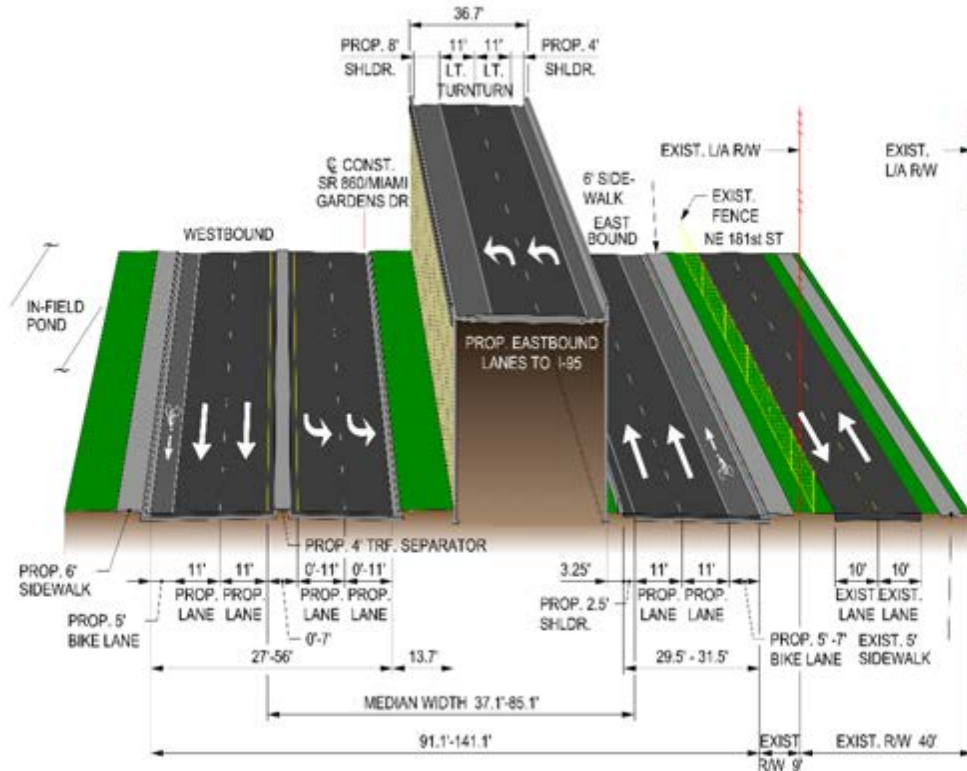 36.7'
PROP. 8' 11' 11' PROP. 4'
SHLDR. LT. LT. SHLDR.
TURN TURN
EXIST. L/A R/W
EXIST.
L/A R/W
℄ CONST.
SR 860/MIAMI
GARDENS DR
6' SIDE-
WALK
EXIST.
FENCE
EAST
BOUND
NE 181st ST
WESTBOUND
IN-FIELD
POND
PROP. EASTBOUND
LANES TO I-95
PROP. 4' TRF. SEPARATOR
PROP. 6'
SIDEWALK
11' 11' 0'-11' 0'-11'
PROP. PROP. PROP. PROP.
LANE LANE LANE LANE
PROP. 5'
BIKE LANE
0'-7'
3.25'
PROP. 2.5'
SHLDR.
11' 11'
PROP. PROP.
LANE LANE
10' 10'
EXIST. EXIST.
LANE LANE
PROP. 5'-7'
BIKE LANE
EXIST. 5'
SIDEWALK
27'-56'
13.7'
29.5' - 31.5'
MEDIAN WIDTH 37.1'-85.1'
91.1'-141.1'
EXIST
R/W 9'
EXIST. R/W 40'